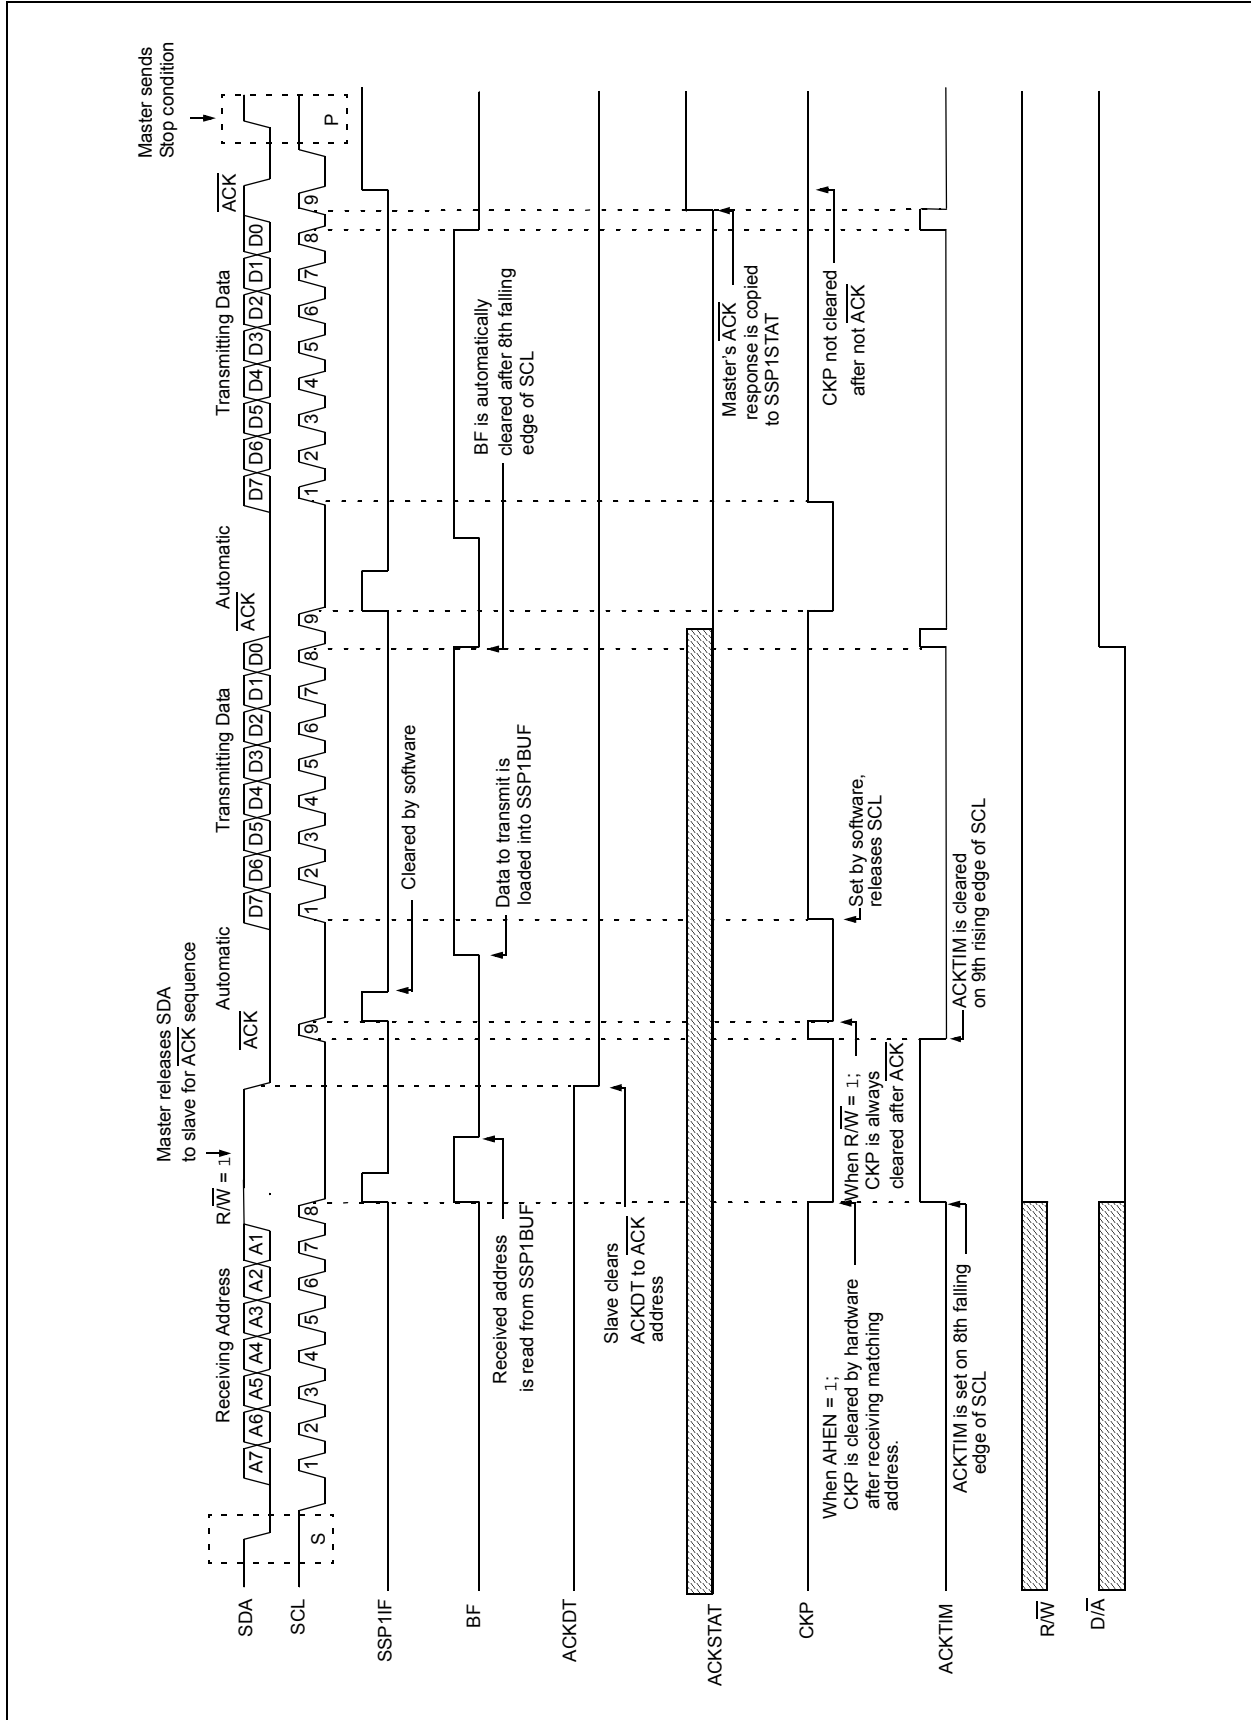 Master releases SDA
to slave for ACK sequence
Master sends
Stop condition
Receiving Address
R/W = 1
Automatic
ACK
Transmitting Data
Automatic
ACK
Transmitting Data
ACK
SDA
A7 A6 A5 A4 A3 A2 A1
D7 D6 D5 D4 D3 D2 D1 D0
D7 D6 D5 D4 D3 D2 D1 D0
SCL
S
1 2 3 4 5 6 7 8 9
1 2 3 4 5 6 7 8 9
1 2 3 4 5 6 7 8 9
P
SSP1IF
Cleared by software
BF
Received address
is read from SSP1BUF
Data to transmit is
loaded into SSP1BUF
BF is automatically
cleared after 8th falling
edge of SCL
ACKDT
Slave clears
ACKDT to ACK
address
ACKSTAT
Master's ACK
response is copied
to SSP1STAT
CKP
When AHEN = 1;
CKP is cleared by hardware
after receiving matching
address.
When R/W = 1;
CKP is always
cleared after ACK
Set by software,
releases SCL
CKP not cleared
after not ACK
ACKTIM
ACKTIM is set on 8th falling
edge of SCL
ACKTIM is cleared
on 9th rising edge of SCL
R/W
D/A